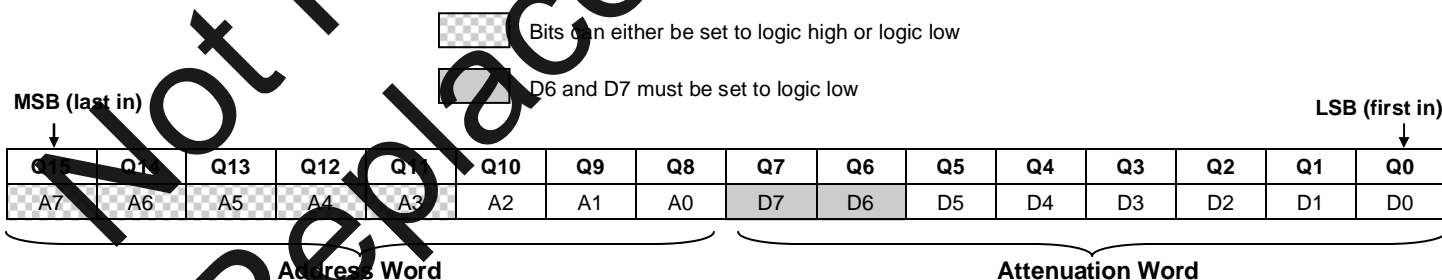 Bits can either be set to logic high or logic low
D6 and D7 must be set to logic low
MSB (last in)
LSB (first in)
Q15 Q14 Q13 Q12 Q11 Q10 Q9 Q8 Q7 Q6 Q5 Q4 Q3 Q2 Q1 Q0
A7 A6 A5 A4 A3 A2 A1 A0 D7 D6 D5 D4 D3 D2 D1 D0
Address Word
Attenuation Word
Not
Replace